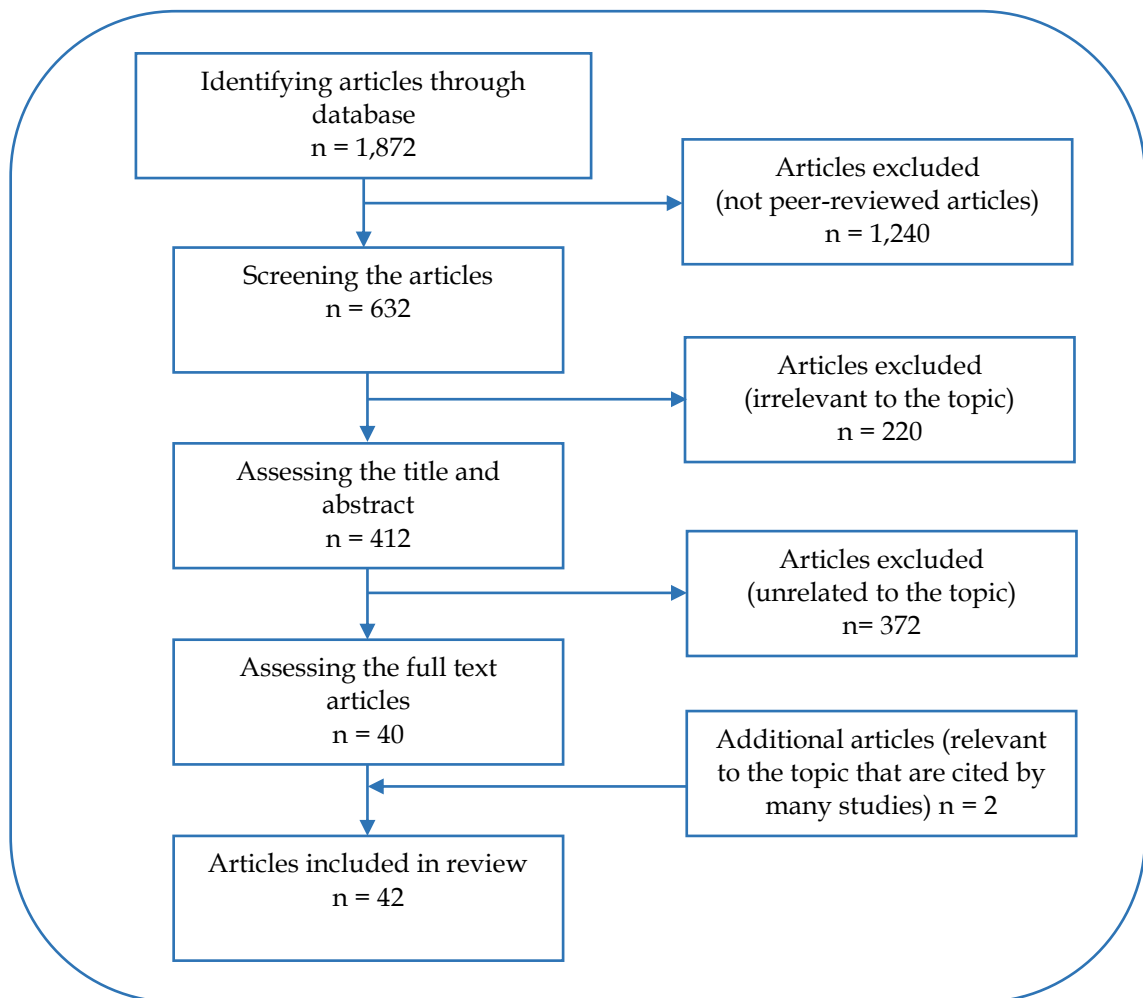 Identifying articles through
database
n = 1,872
Articles excluded
(not peer-reviewed articles)
n = 1,240
Screening the articles
n = 632
Articles excluded
(irrelevant to the topic)
n = 220
Assessing the title and
abstract
n = 412
Articles excluded
(unrelated to the topic)
n= 372
Assessing the full text
articles
n = 40
Additional articles (relevant
to the topic that are cited by
many studies) n = 2
Articles included in review
n = 42